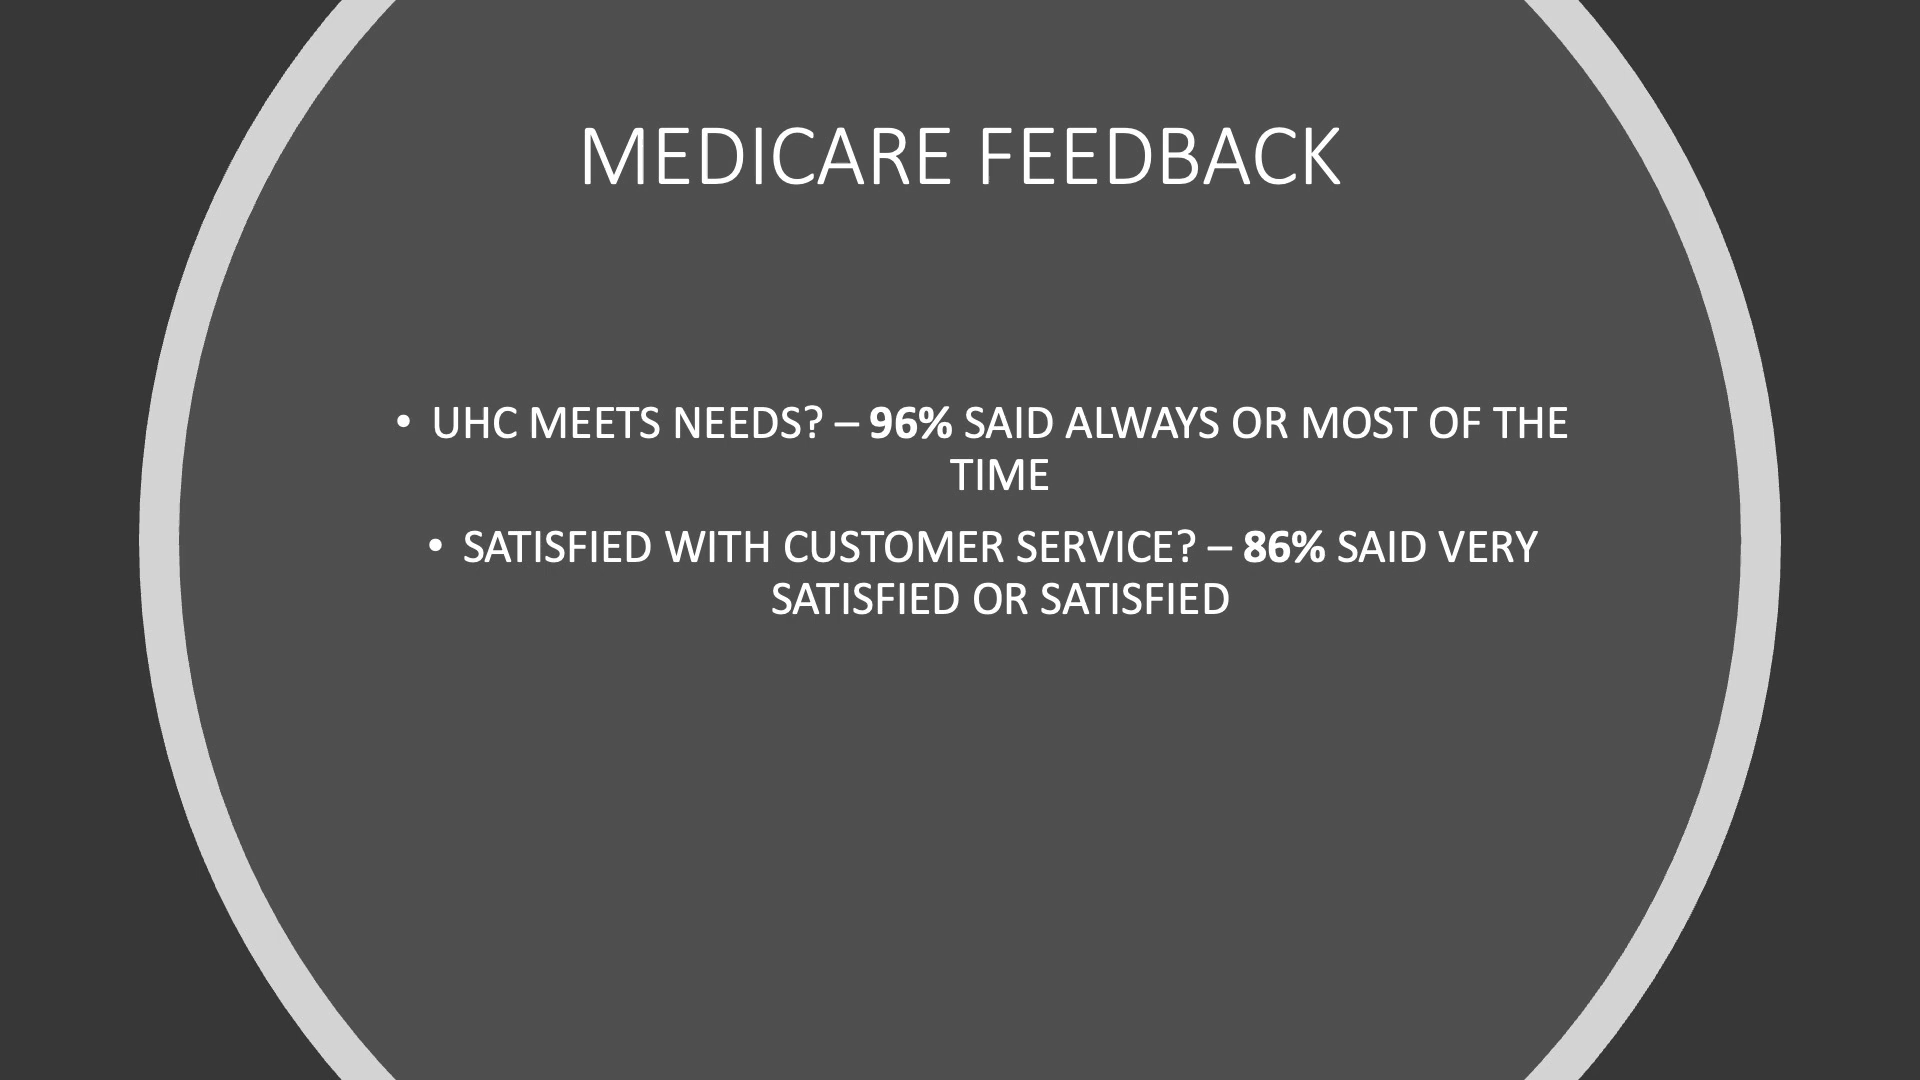 MEDICARE FEEDBACK
• UHC MEETS NEEDS? – 96% SAID ALWAYS OR MOST OF THE
TIME
• SATISFIED WITH CUSTOMER SERVICE? – 86% SAID VERY
SATISFIED OR SATISFIED